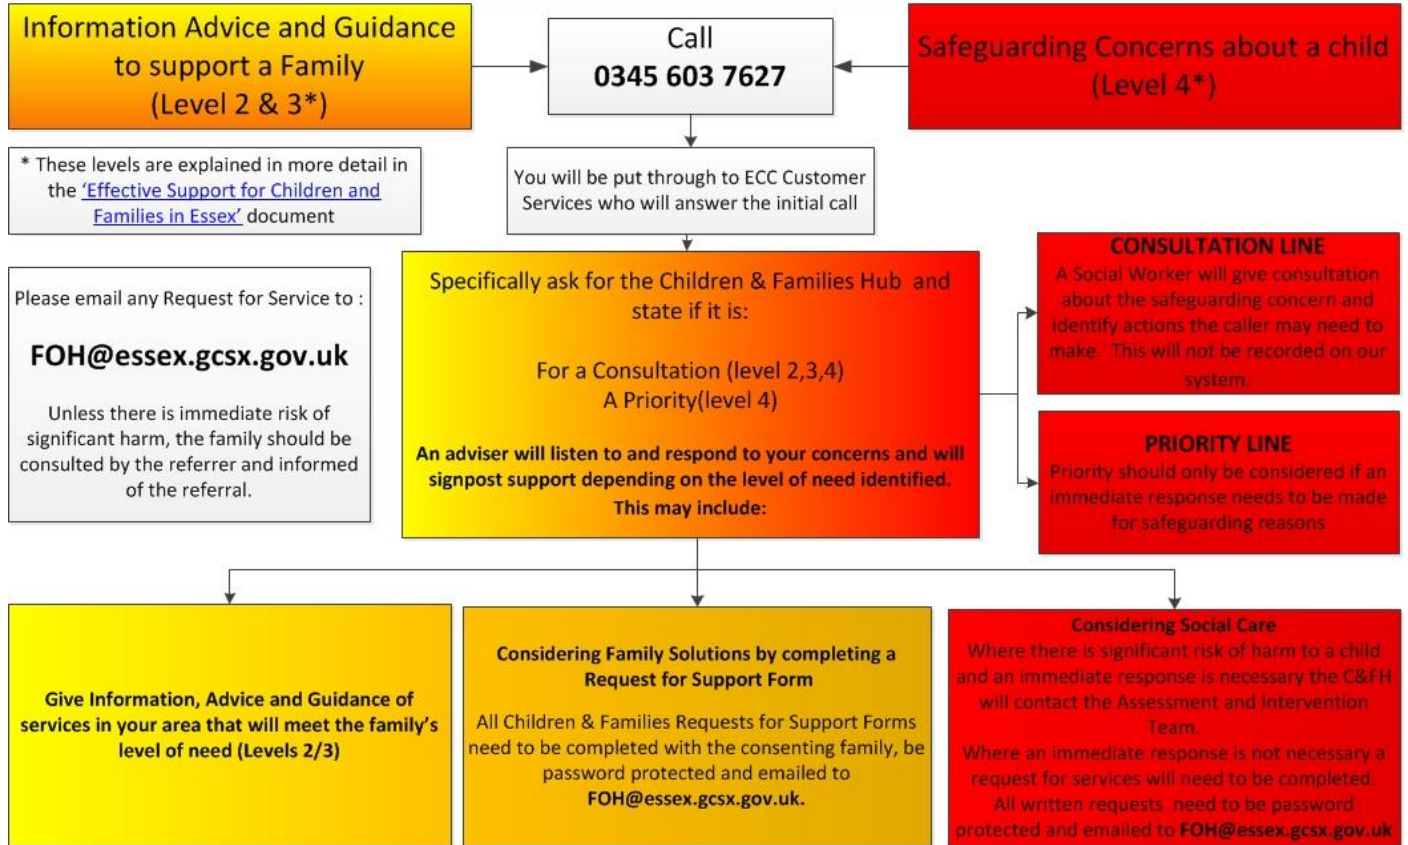 Information Advice and Guidance
to support a Family
(Level 2 & 3*)
Call
0345 603 7627
Safeguarding Concerns about a child
(Level 4*)
* These levels are explained in more detail in
the 'Effective Support for Children and
Families in Essex' document
You will be put through to ECC Customer
Services who will answer the initial call
Please email any Request for Service to :
FOH@essex.gcsx.gov.uk
Unless there is immediate risk of
significant harm, the family should be
consulted by the referrer and informed
of the referral.
Specifically ask for the Children & Families Hub and
state if it is:
For a Consultation (level 2,3,4)
A Priority(level 4)
An adviser will listen to and respond to your concerns and will
signpost support depending on the level of need identified.
This may include:
CONSULTATION LINE
A Social Worker will give consultation
about the safeguarding concern and
identify actions the caller may need to
make. This will not be recorded on our
system.
PRIORITY LINE
Priority should only be considered if an
immediate response needs to be made
for safeguarding reasons
Give Information, Advice and Guidance of
services in your area that will meet the family's
level of need (Levels 2/3)
Considering Family Solutions by completing a
Request for Support Form
All Children & Families Requests for Support Forms
need to be completed with the consenting family, be
password protected and emailed to
FOH@essex.gcsx.gov.uk.
Considering Social Care
Where there is significant risk of harm to a child
and an immediate response is necessary the C&FH
will contact the Assessment and Intervention
Team.
Where an immediate response is not necessary a
request for services will need to be completed.
All written requests need to be password
protected and emailed to FOH@essex.gcsx.gov.uk